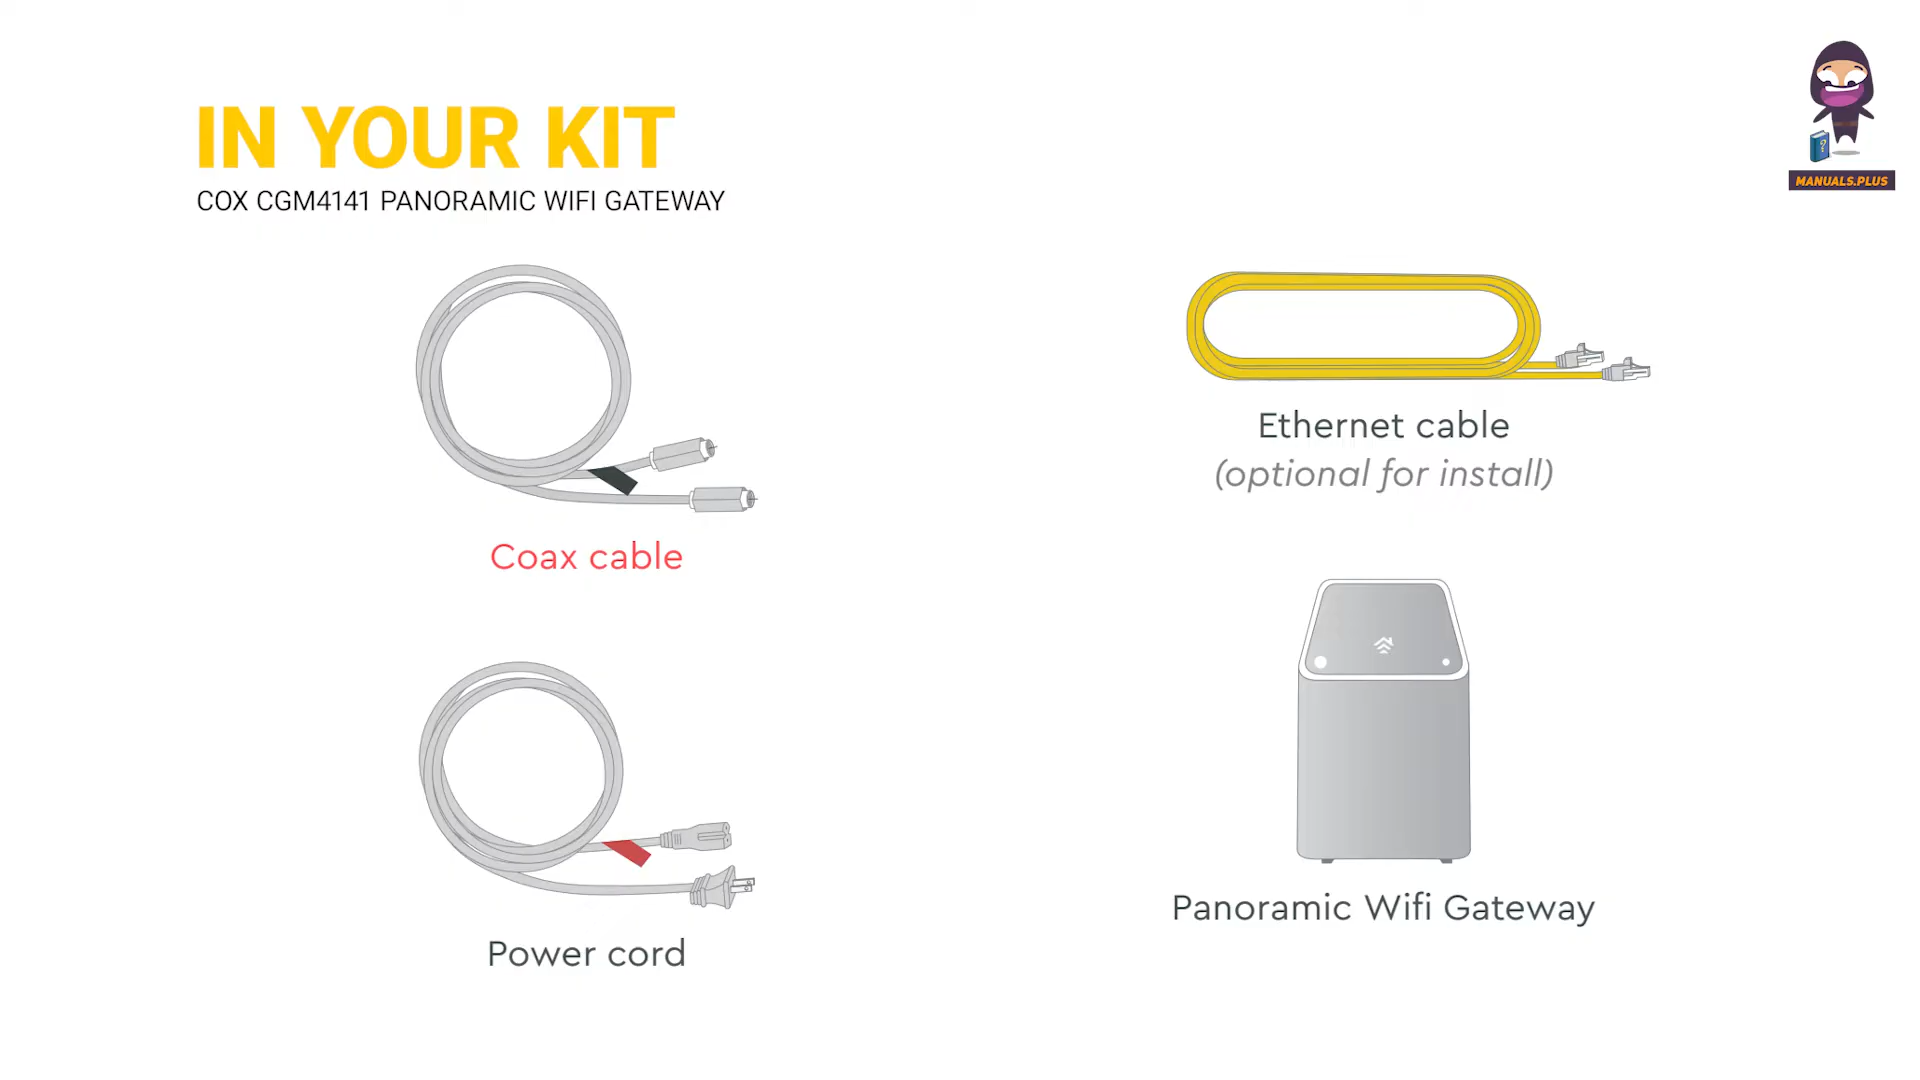 IN YOUR KIT
COX CGM4141 PANORAMIC WIFI GATEWAY
MANUALS.PLUS
Coax cable
Ethernet cable
(optional for install)
Power cord
Panoramic Wifi Gateway